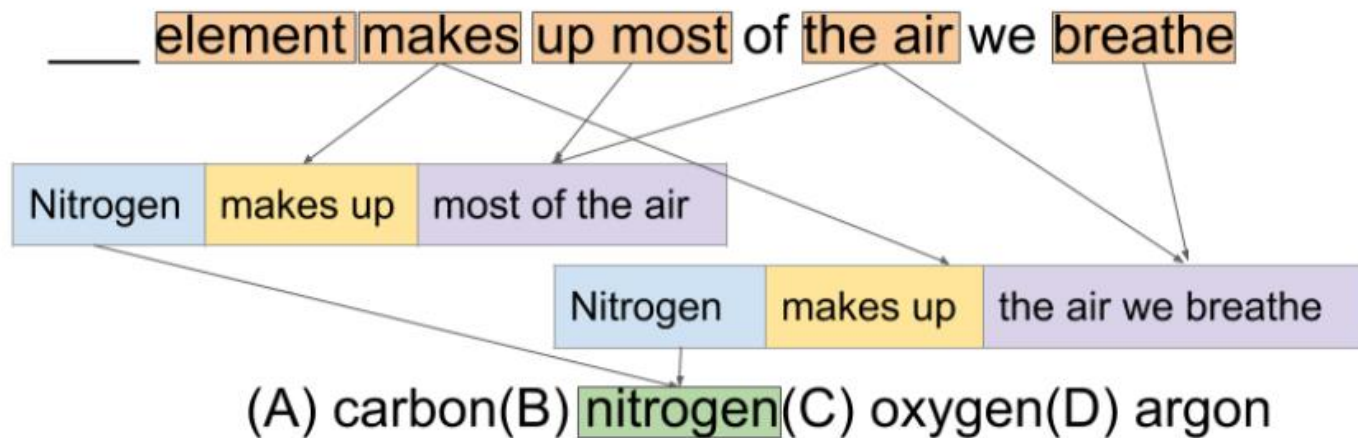 ___ element makes up most of the air we breathe
Nitrogen makes up most of the air
Nitrogen makes up the air we breathe
(A) carbon(B) nitrogen(C) oxygen(D) argon